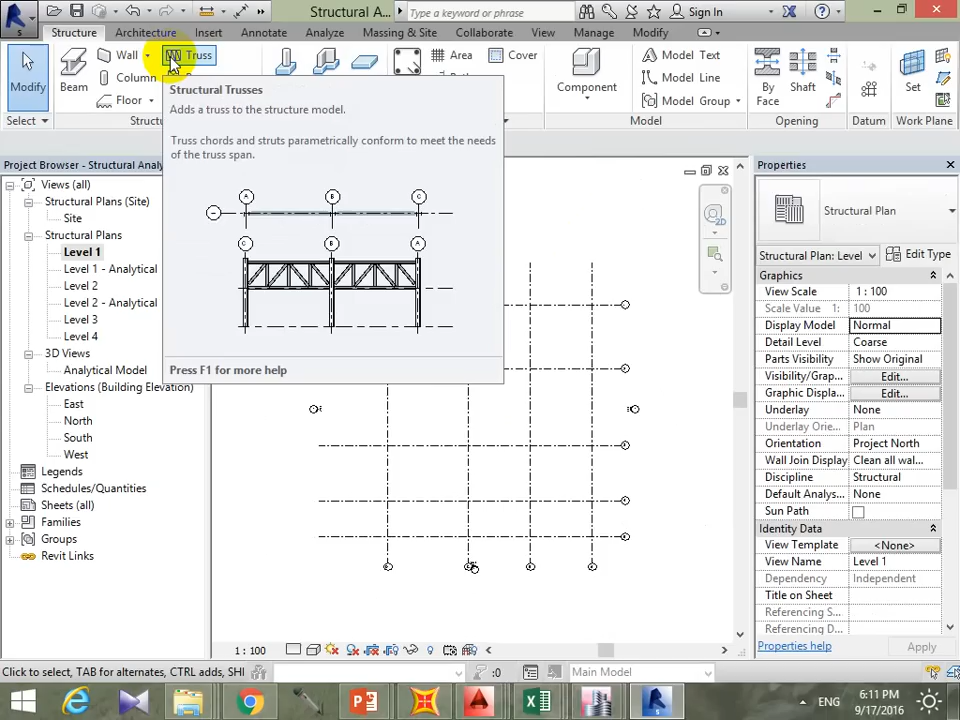 Structural A...
Type a keyword or phrase
Sign In
Structure Architecture Insert Annotate Analyze Massing & Site Collaborate View Manage Modify
Modify
Select
Beam
Wall
Column
Floor
Truss
Area
Cover
Component
Model Text
Model Line
Model Group
Model
By Face
Shaft
Opening
Datum
Set
Work Plane
Structural Trusses
Adds a truss to the structure model.
Truss chords and struts parametrically conform to meet the needs
of the truss span.
A B C
C B A
Press F1 for more help
Views (all)
Structural Plans (Site)
Site
Structural Plans
Level 1
Level 1 - Analytical
Level 2
Level 2 - Analytical
Level 3
Level 4
3D Views
Analytical Model
Elevations (Building Elevation)
East
North
South
West
Legends
Schedules/Quantities
Sheets (all)
Families
Groups
Revit Links
Project Browser - Structural Analy
2D
Properties
Structural Plan
Structural Plan: Level
Edit Type
Graphics
View Scale 1 : 100
Scale Value 1: 100
Display Model Normal
Detail Level Coarse
Parts Visibility Show Original
Visibility/Grap... Edit...
Graphic Displa... Edit...
Underlay None
Underlay Orie... Plan
Orientation Project North
Wall Join Display Clean all wal...
Discipline Structural
Default Analys... None
Sun Path
Identity Data
View Template <None>
View Name Level 1
Dependency Independent
Title on Sheet
Referencing S...
Referencing D...
Properties help
Apply
1 : 100
Click to select, TAB for alternates, CTRL adds, SHI
:0
Main Model
ENG
6:11 PM
9/17/2016